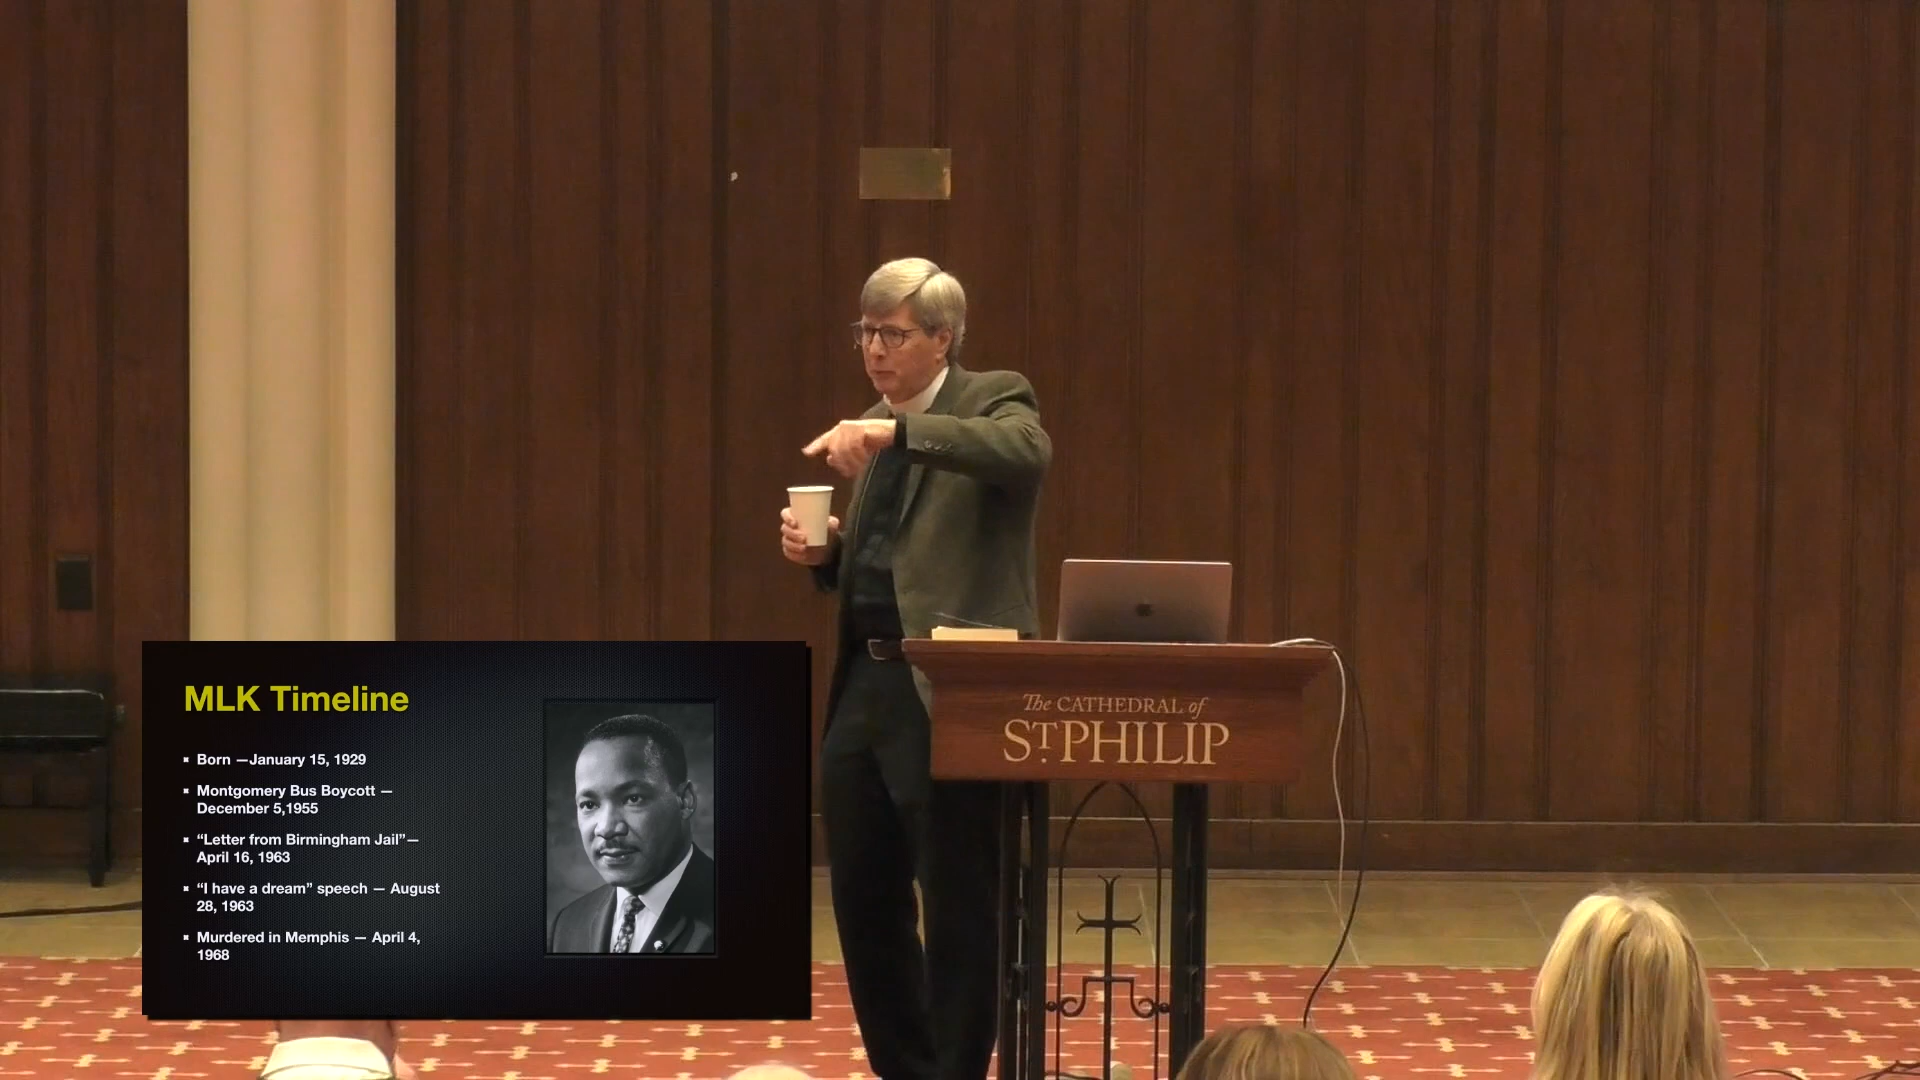 MLK Timeline
Born —January 15, 1929
Montgomery Bus Boycott —
December 5,1955
“Letter from Birmingham Jail”—
April 16, 1963
“I have a dream” speech — August
28, 1963
Murdered in Memphis — April 4,
1968
The CATHEDRAL of
ST. PHILIP